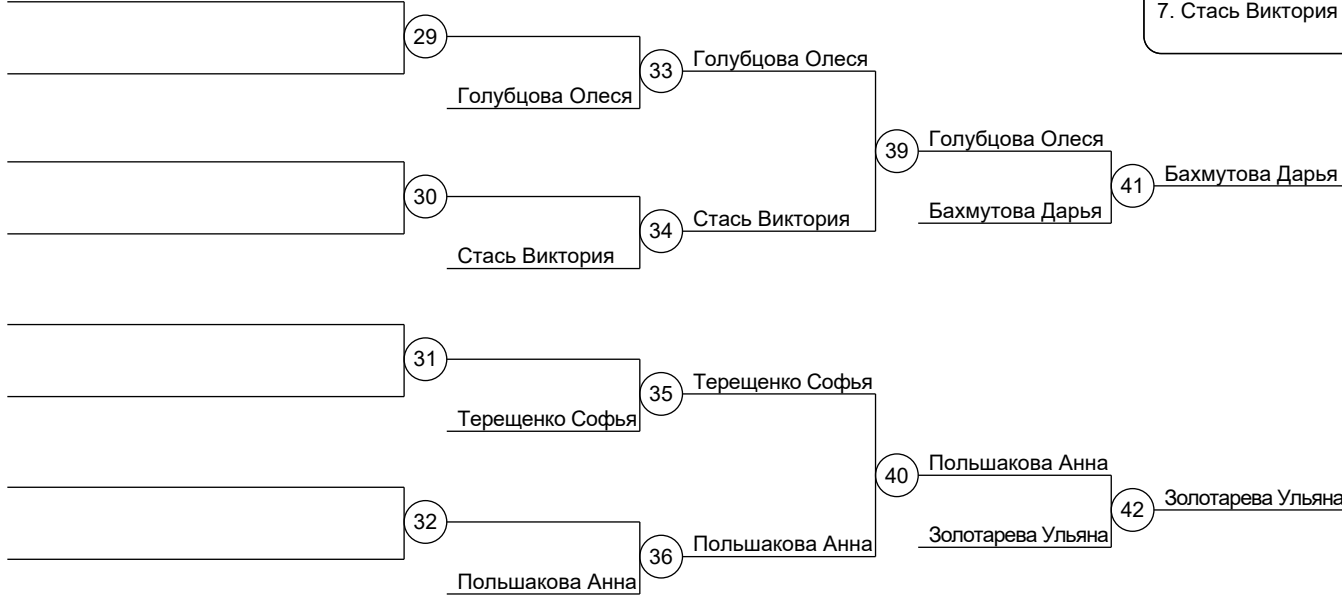 7. Стась Виктория
29
33
Голубцова Олеся
Голубцова Олеся
39
Голубцова Олеся
41
Бахмутова Дарья
30
34
Стась Виктория
Бахмутова Дарья
Стась Виктория
31
35
Терещенко Софья
Терещенко Софья
40
Польшакова Анна
42
Золотарева Ульяна
32
36
Польшакова Анна
Золотарева Ульяна
Польшакова Анна